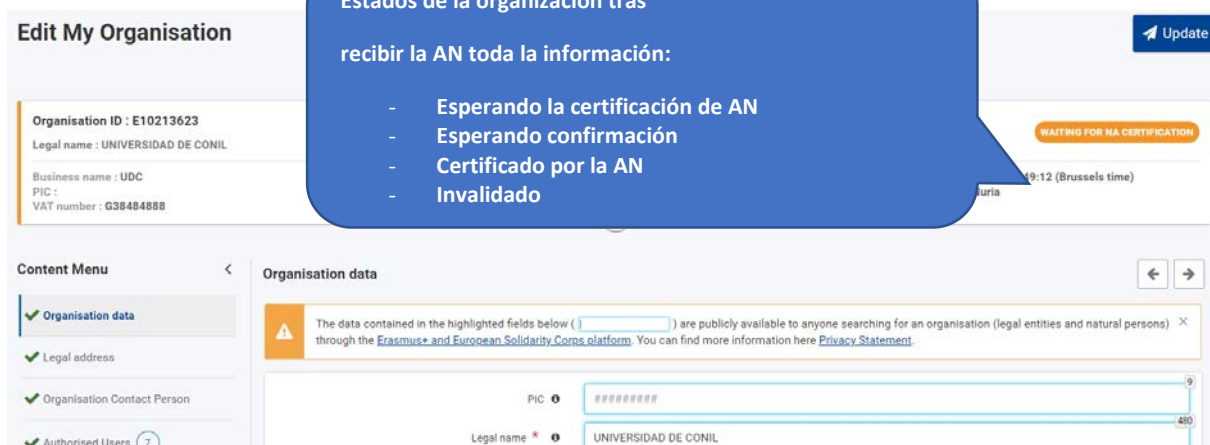 Estados de la organización tras
recibir la AN toda la información:
- Esperando la certificación de AN
- Esperando confirmación
- Certificado por la AN
- Invalidado
Edit My Organisation
Update
Organisation ID : E10213623
Legal name : UNIVERSIDAD DE CONIL
WAITING FOR NA CERTIFICATION
Business name : UDC
PIC :
VAT number : G38484888
49:12 (Brussels time)
Content Menu
Organisation data
Legal address
Organisation Contact Person
Authorised Users 7
Organisation data
The data contained in the highlighted fields below ( ) are publicly available to anyone searching for an organisation (legal entities and natural persons)
through the Erasmus+ and European Solidarity Corps platform. You can find more information here Privacy Statement.
PIC
#########
9
Legal name *
UNIVERSIDAD DE CONIL
480